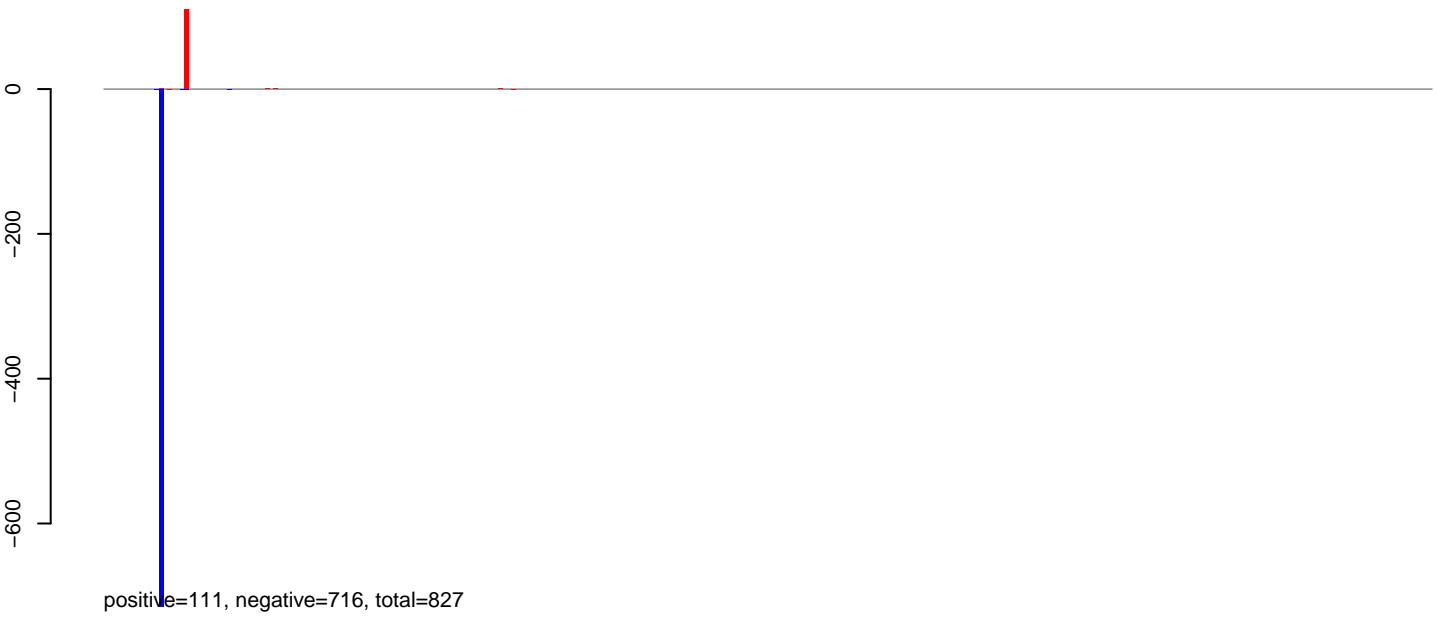 0
−200
−400
−600
positive=111, negative=716, total=827